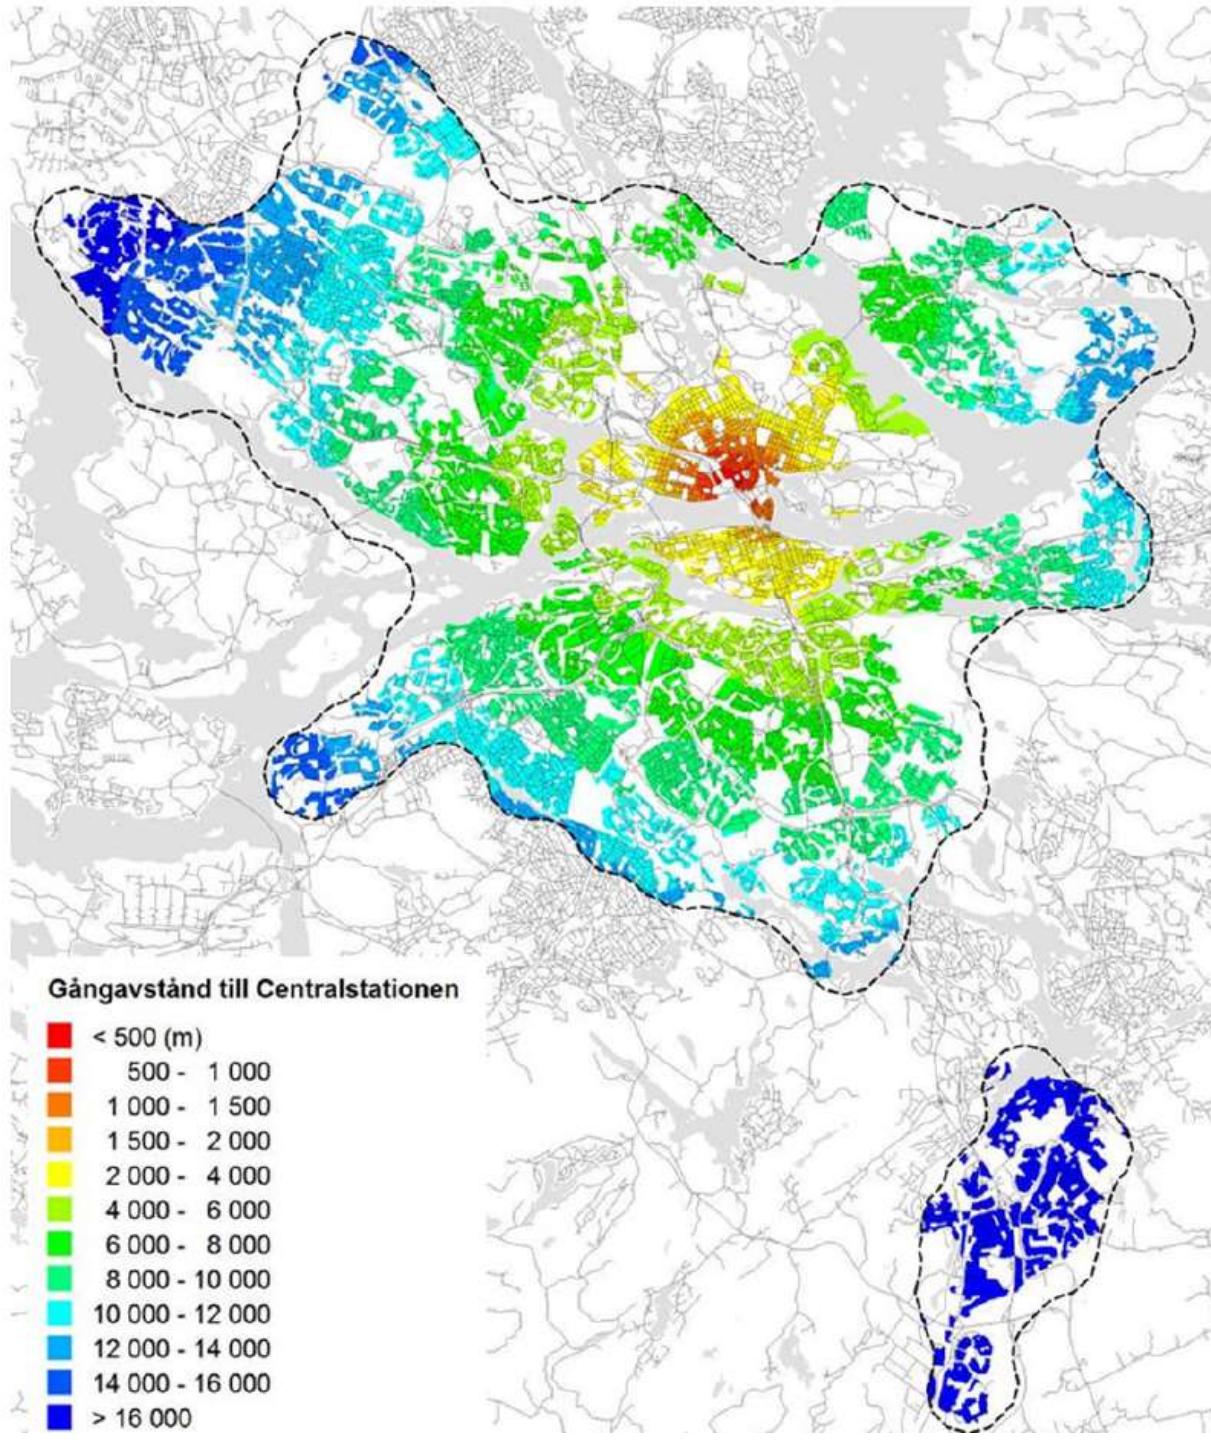 Gångavstånd till Centralstationen
< 500 (m)
500 - 1 000
1 000 - 1 500
1 500 - 2 000
2 000 - 4 000
4 000 - 6 000
6 000 - 8 000
8 000 - 10 000
10 000 - 12 000
12 000 - 14 000
14 000 - 16 000
> 16 000